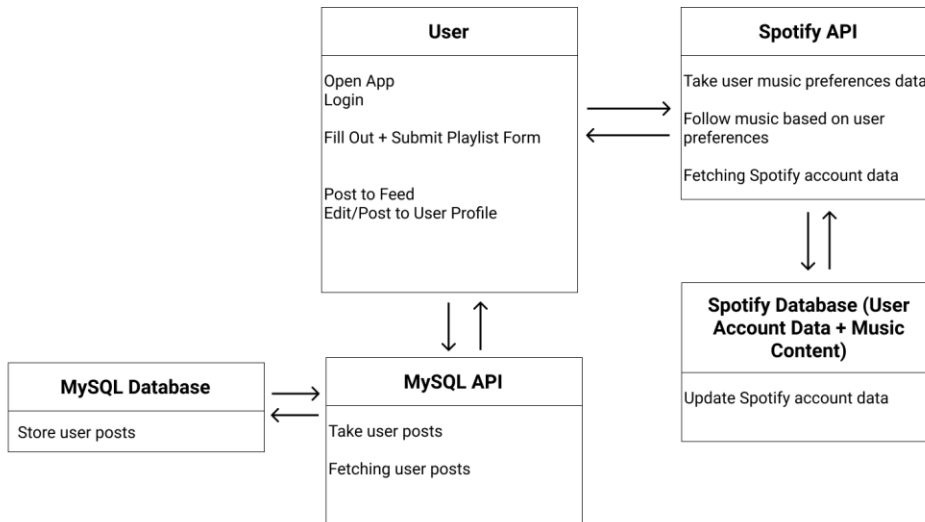 User
Open App
Login
Fill Out + Submit Playlist Form
Post to Feed
Edit/Post to User Profile
Spotify API
Take user music preferences data
Follow music based on user
preferences
Fetching Spotify account data
Spotify Database (User
Account Data + Music
Content)
Update Spotify account data
MySQL Database
Store user posts
MySQL API
Take user posts
Fetching user posts